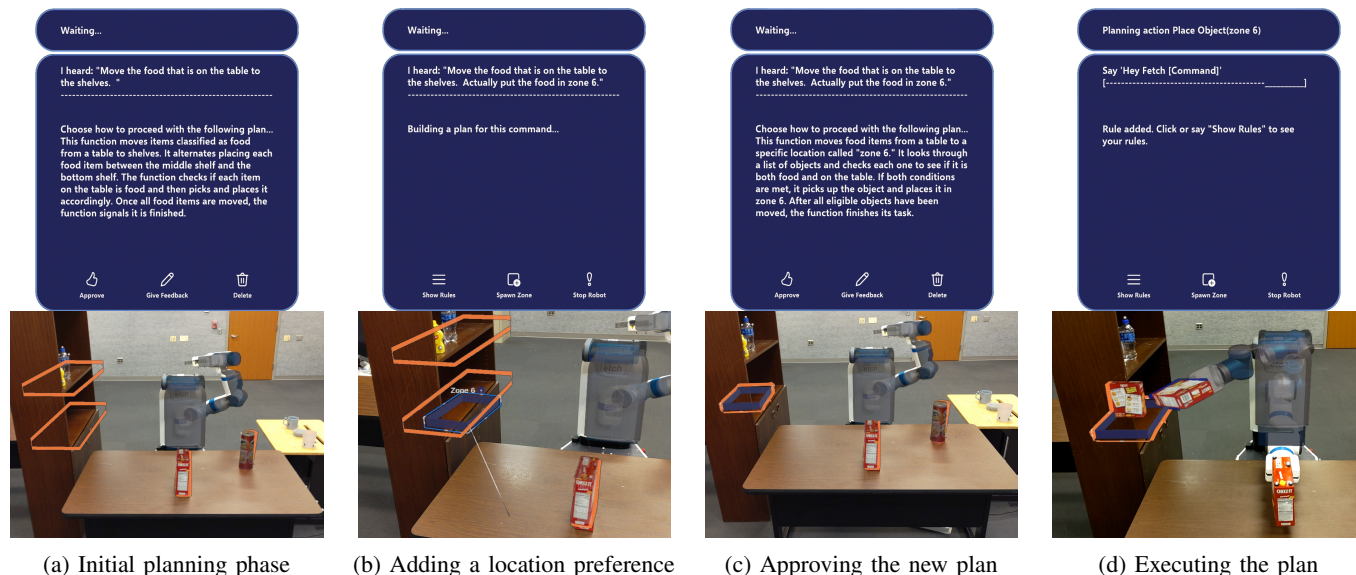 Waiting...
I heard: "Move the food that is on the table to
the shelves.  "
------------------------------------------------------
Choose how to proceed with the following plan...
This function moves items classified as food
from a table to shelves. It alternates placing each
food item between the middle shelf and the
bottom shelf. The function checks if each item
on the table is food and then picks and places it
accordingly. Once all food items are moved, the
function signals it is finished.
Approve Give Feedback Delete
(a) Initial planning phase
Waiting...
I heard: "Move the food that is on the table to
the shelves.  Actually put the food in zone 6."
------------------------------------------------------
Building a plan for this command...
Show Rules Spawn Zone Stop Robot
Zone 6
CHEEZ IT
(b) Adding a location preference
Waiting...
I heard: "Move the food that is on the table to
the shelves.  Actually put the food in zone 6."
------------------------------------------------------
Choose how to proceed with the following plan...
This function moves food items from a table to a
specific location called "zone 6." It looks through
a list of objects and checks each one to see if it is
both food and on the table. If both conditions
are met, it picks up the object and places it in
zone 6. After all eligible objects have been
moved, the function finishes its task.
Approve Give Feedback Delete
(c) Approving the new plan
Planning action Place Object(zone 6)
Say 'Hey Fetch [Command]'
[----------------------------------------__________]
Rule added. Click or say "Show Rules" to see
your rules.
Show Rules Spawn Zone Stop Robot
CHEEZ IT
(d) Executing the plan